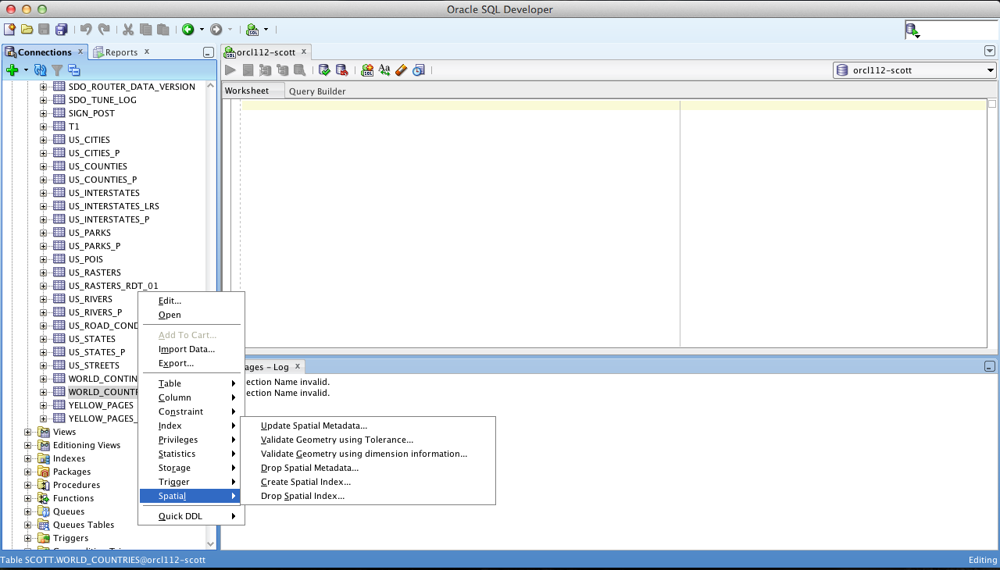 Oracle SQL Developer
Connections x
Reports x
orcl112-scott x
orcl112-scott
Worksheet
Query Builder
SDO_ROUTER_DATA_VERSION
SDO_TUNE_LOG
SIGN_POST
T1
US_CITIES
US_CITIES_P
US_COUNTIES
US_COUNTIES_P
US_INTERSTATES
US_INTERSTATES_LRS
US_INTERSTATES_P
US_PARKS
US_PARKS_P
US_POIS
US_RASTERS
US_RASTERS_RDT_01
US_RIVERS
US_RIVERS_P
US_ROAD_COND
US_STATES
US_STATES_P
US_STREETS
WORLD_CONTIN
WORLD_COUNTR
YELLOW_PAGES
YELLOW_PAGES_
Views
Editioning Views
Indexes
Packages
Procedures
Functions
Queues
Queues Tables
Triggers
Edit...
Open
Add To Cart...
Import Data...
Export...
Table
Column
Constraint
Index
Privileges
Statistics
Storage
Trigger
Spatial
Quick DDL
Update Spatial Metadata...
Validate Geometry using Tolerance...
Validate Geometry using dimension information...
Drop Spatial Metadata...
Create Spatial Index...
Drop Spatial Index...
ages – Log x
ection Name invalid.
ection Name invalid.
Table SCOTT.WORLD_COUNTRIES@orcl112-scott
Editing